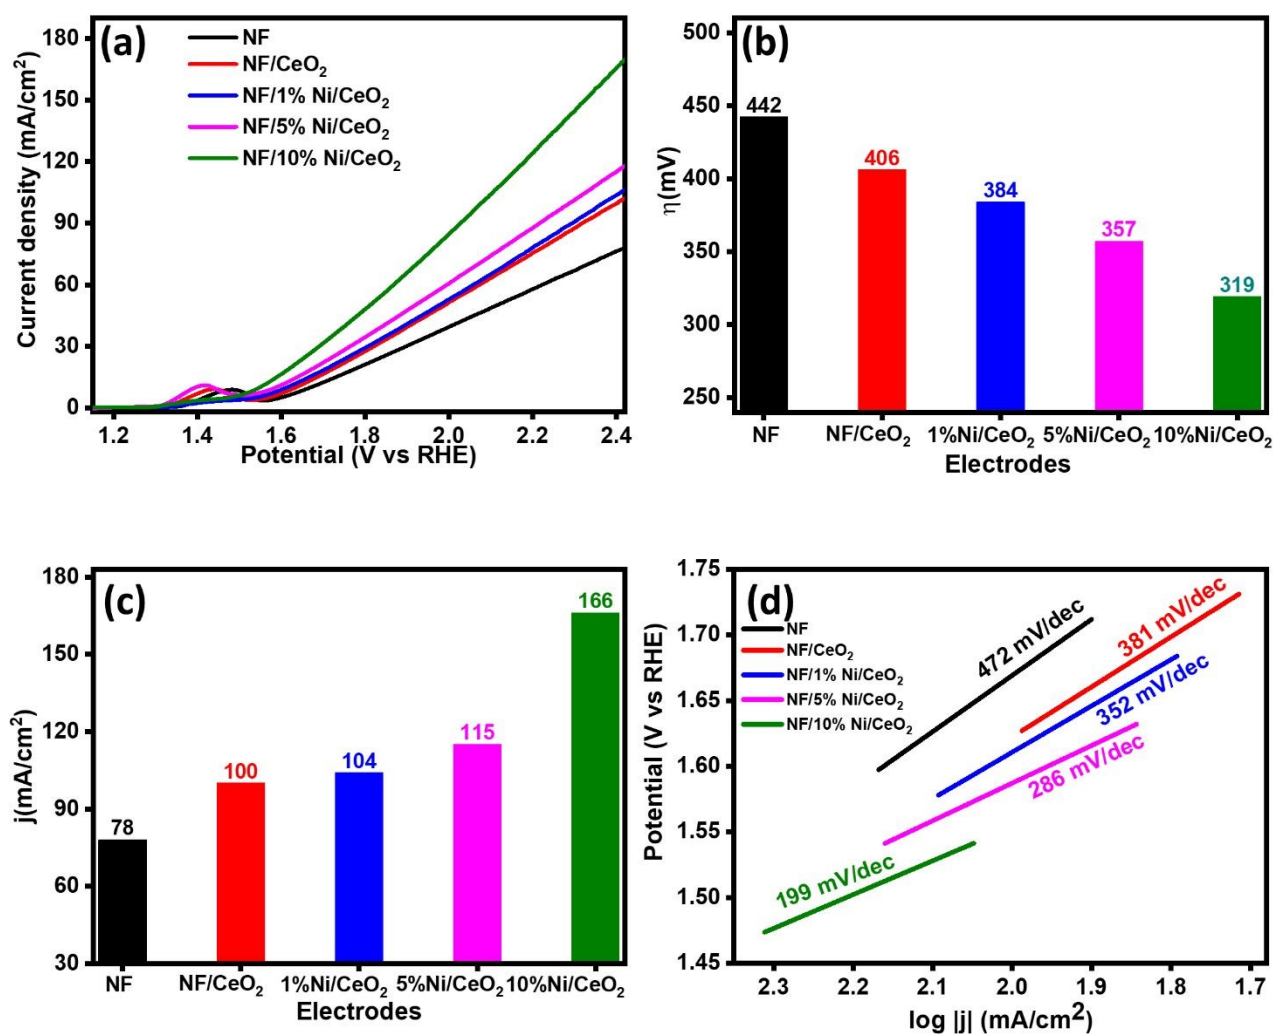 (a)
NF
NF/CeO₂
NF/1% Ni/CeO₂
NF/5% Ni/CeO₂
NF/10% Ni/CeO₂
Current density (mA/cm²)
180
150
120
90
60
30
0
1.2 1.4 1.6 1.8 2.0 2.2 2.4
Potential (V vs RHE)
(b)
η(mV)
500
450
400
350
300
250
442
406
384
357
319
NF NF/CeO₂ 1%Ni/CeO₂ 5%Ni/CeO₂ 10%Ni/CeO₂
Electrodes
(c)
j(mA/cm²)
180
150
120
90
60
30
78
100
104
115
166
NF NF/CeO₂ 1%Ni/CeO₂ 5%Ni/CeO₂ 10%Ni/CeO₂
Electrodes
(d)
NF
NF/CeO₂
NF/1% Ni/CeO₂
NF/5% Ni/CeO₂
NF/10% Ni/CeO₂
Potential (V vs RHE)
1.75
1.70
1.65
1.60
1.55
1.50
1.45
472 mV/dec
381 mV/dec
352 mV/dec
286 mV/dec
199 mV/dec
2.3 2.2 2.1 2.0 1.9 1.8 1.7
log |j| (mA/cm²)